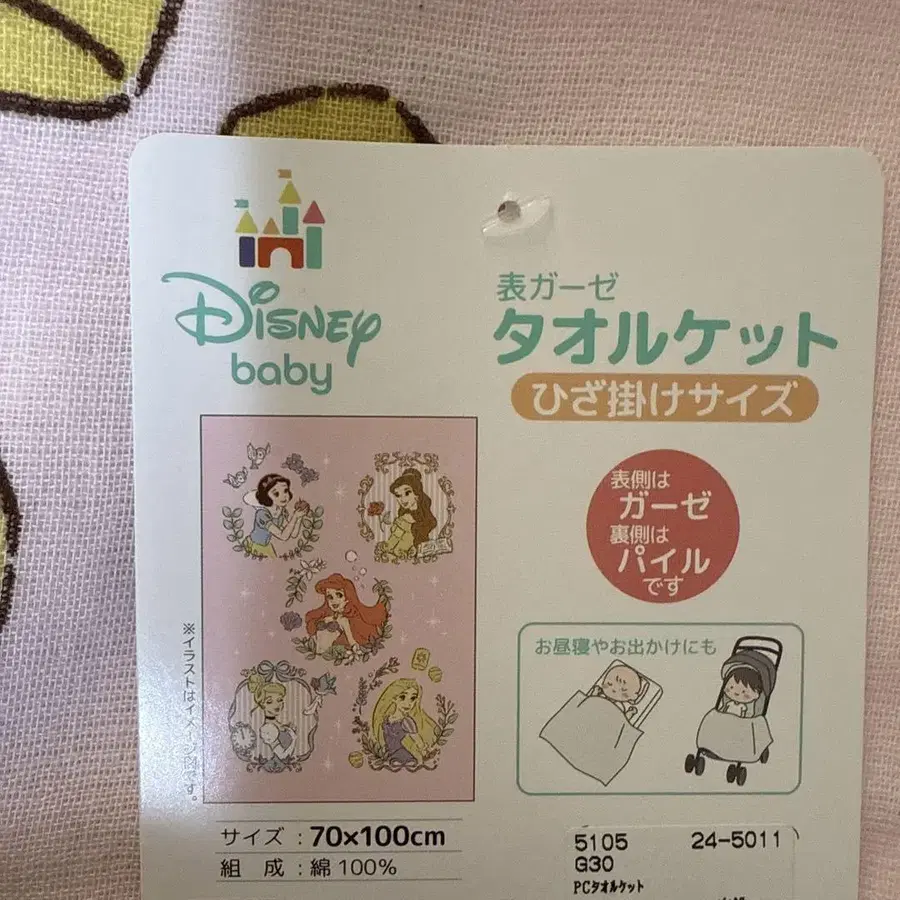 Disney
baby
表ガーゼ
タオルケット
ひざ掛けサイズ
表側は
ガーゼ
裏側は
パイル
です
お昼寝やお出かけにも
※イラストはイメージ図です。
サイズ：70×100cm
組　成：綿100%
5105 24-5011
G30
PCタオルケット